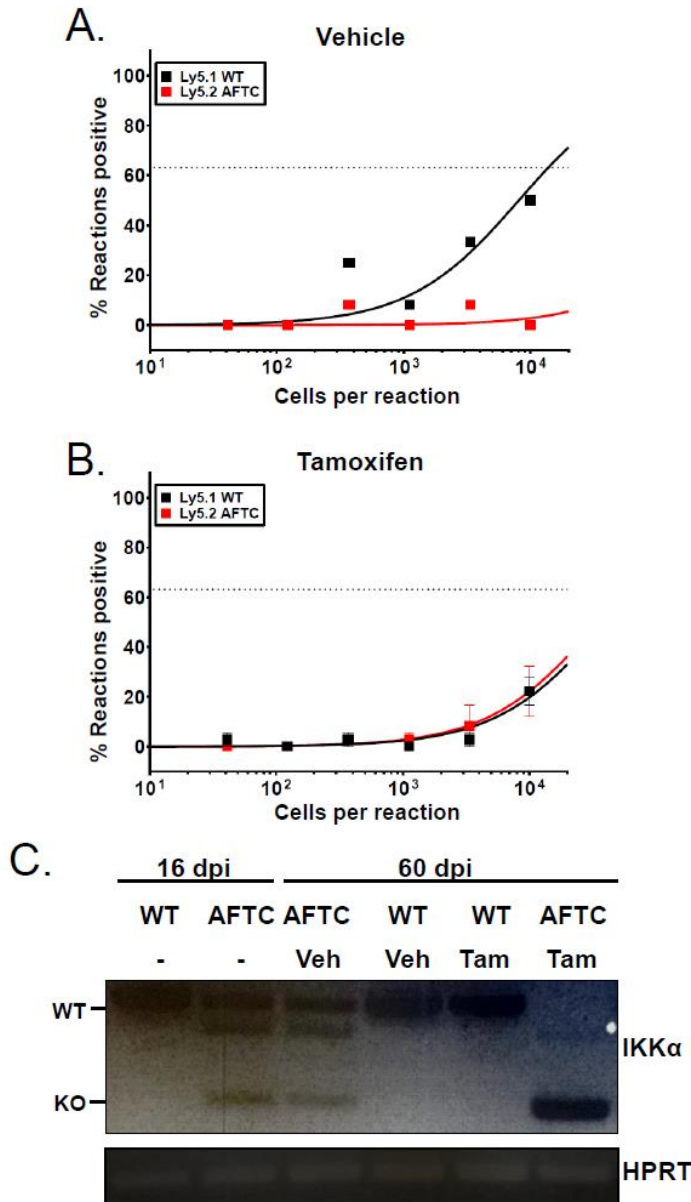 A.
Vehicle
Ly5.1 WT
Ly5.2 AFTC
100
80
60
40
20
0
% Reactions positive
10¹ 10² 10³ 10⁴
Cells per reaction
B.
Tamoxifen
Ly5.1 WT
Ly5.2 AFTC
100
80
60
40
20
0
% Reactions positive
10¹ 10² 10³ 10⁴
Cells per reaction
C.
16 dpi 60 dpi
WT AFTC AFTC WT WT AFTC
- - Veh Veh Tam Tam
WT
IKKα
KO
HPRT